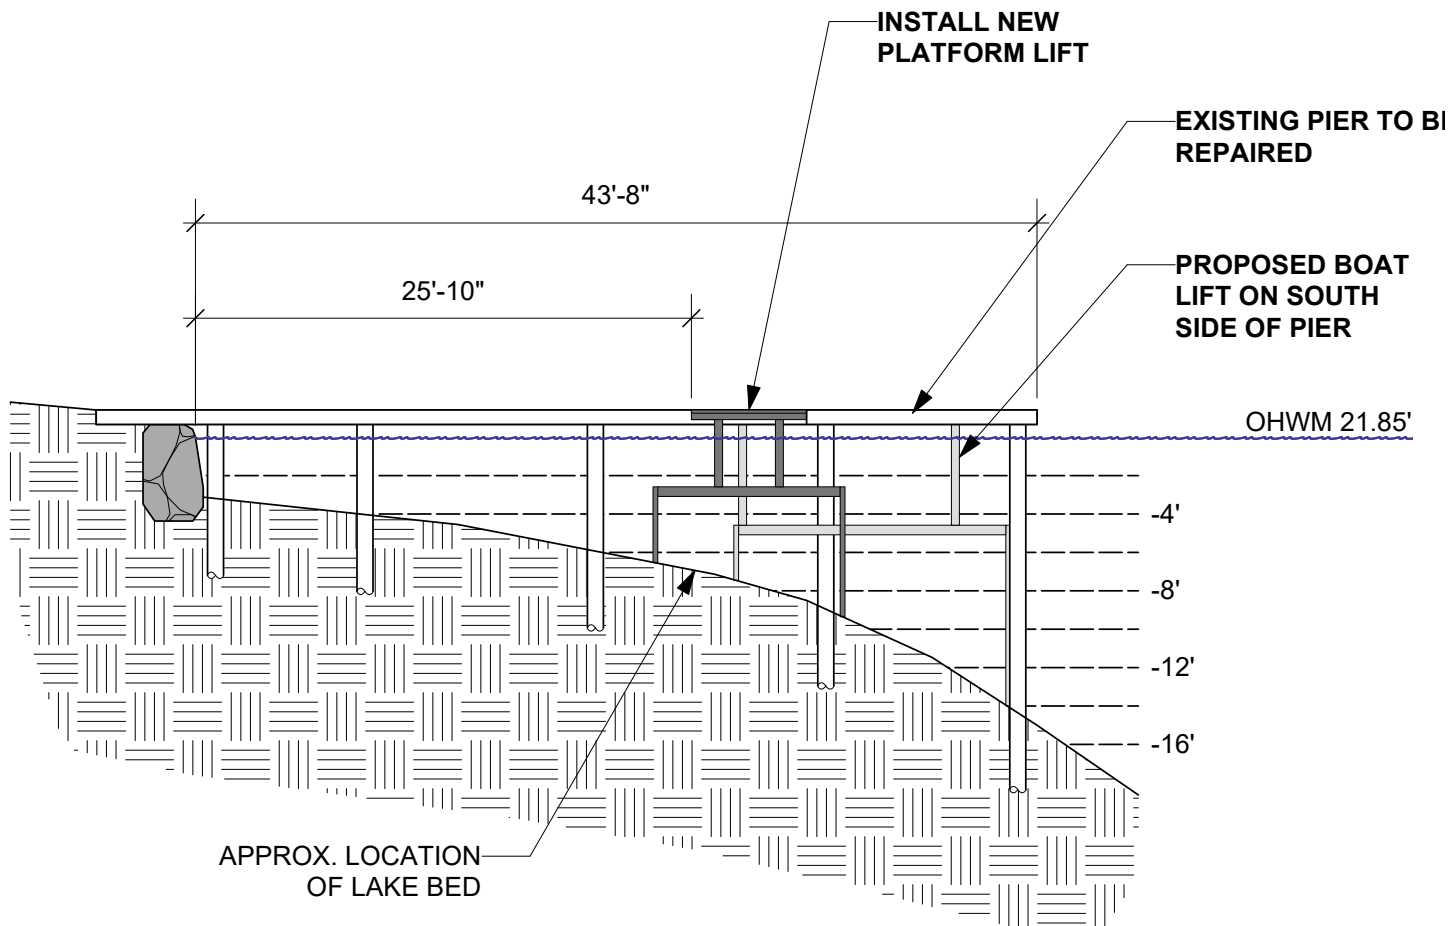 INSTALL NEW
PLATFORM LIFT
EXISTING PIER TO
REPAIRED
43'-8"
25'-10"
PROPOSED BOAT
LIFT ON SOUTH
SIDE OF PIER
OHWM 21.85'
-4'
-8'
-12'
-16'
APPROX. LOCATION
OF LAKE BED